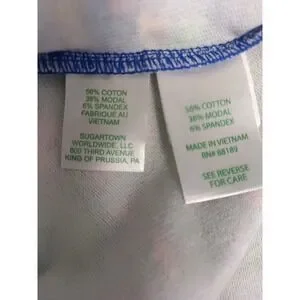 56% COTTON
38% MODAL
6% SPANDEX
FABRIQUE AU
VIETNAM
SUGARTOWN
WORLDWIDE, LLC
600 THIRD AVENUE
KING OF PRUSSIA, PA
56% COTTON
38% MODAL
6% SPANDEX
MADE IN VIETNAM
RN# 88189
SEE REVERSE
FOR CARE